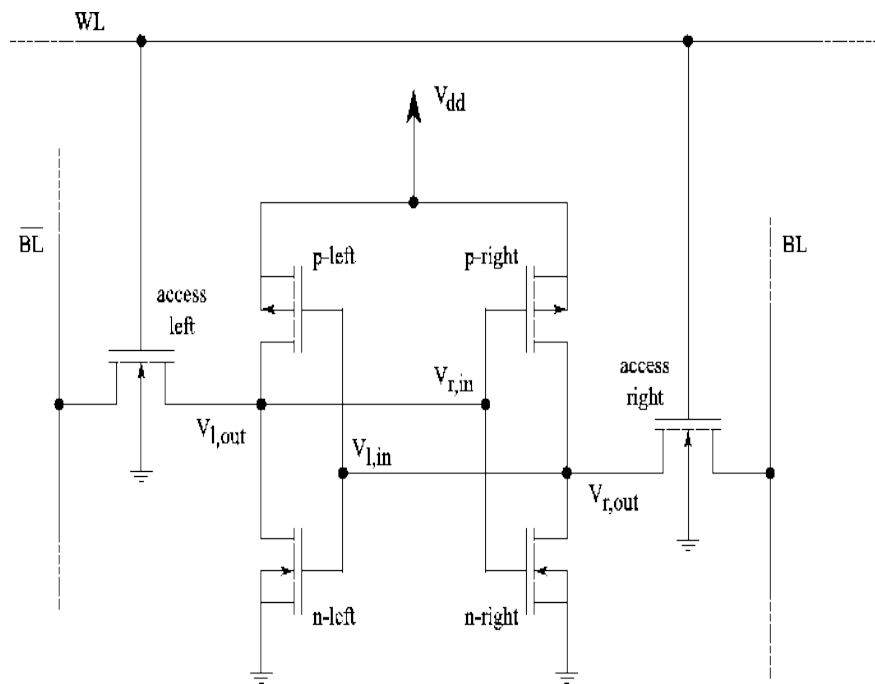 WL
V_dd
B̅L̅
p-left
p-right
BL
access
left
V_r,in
access
right
V_l,out
V_l,in
V_r,out
n-left
n-right